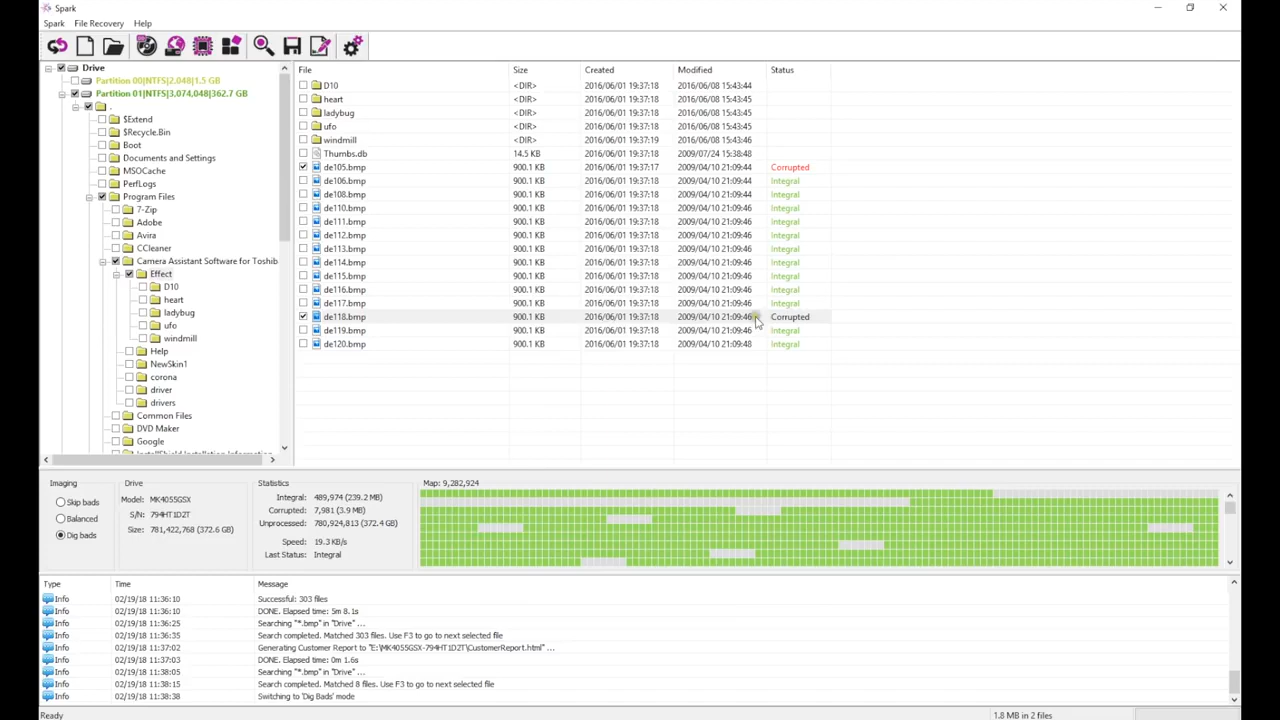 Spark
Spark File Recovery Help
Drive
Partition 00|NTFS|2,048|1.5 GB
Partition 01|NTFS|3,074,048|362.7 GB
.
$Extend
$Recycle.Bin
Boot
Documents and Settings
MSOCache
PerfLogs
Program Files
7-Zip
Adobe
Avira
CCleaner
Camera Assistant Software for Toshib
Effect
D10
heart
ladybug
ufo
windmill
Help
NewSkin1
corona
driver
drivers
Common Files
DVD Maker
Google
InstallShield Installation Information
File Size Created Modified Status
D10 <DIR> 2016/06/01 19:37:18 2016/06/08 15:43:44
heart <DIR> 2016/06/01 19:37:18 2016/06/08 15:43:45
ladybug <DIR> 2016/06/01 19:37:18 2016/06/08 15:43:45
ufo <DIR> 2016/06/01 19:37:18 2016/06/08 15:43:45
windmill <DIR> 2016/06/01 19:37:19 2016/06/08 15:43:46
Thumbs.db 14.5 KB 2016/06/01 19:37:18 2009/07/24 15:38:48
de105.bmp 900.1 KB 2016/06/01 19:37:17 2009/04/10 21:09:44 Corrupted
de106.bmp 900.1 KB 2016/06/01 19:37:18 2009/04/10 21:09:44 Integral
de108.bmp 900.1 KB 2016/06/01 19:37:18 2009/04/10 21:09:44 Integral
de110.bmp 900.1 KB 2016/06/01 19:37:18 2009/04/10 21:09:44 Integral
de111.bmp 900.1 KB 2016/06/01 19:37:18 2009/04/10 21:09:44 Integral
de112.bmp 900.1 KB 2016/06/01 19:37:18 2009/04/10 21:09:46 Integral
de113.bmp 900.1 KB 2016/06/01 19:37:18 2009/04/10 21:09:46 Integral
de114.bmp 900.1 KB 2016/06/01 19:37:18 2009/04/10 21:09:46 Integral
de115.bmp 900.1 KB 2016/06/01 19:37:18 2009/04/10 21:09:46 Integral
de116.bmp 900.1 KB 2016/06/01 19:37:18 2009/04/10 21:09:46 Integral
de117.bmp 900.1 KB 2016/06/01 19:37:18 2009/04/10 21:09:46 Integral
de118.bmp 900.1 KB 2016/06/01 19:37:18 2009/04/10 21:09:46 Corrupted
de119.bmp 900.1 KB 2016/06/01 19:37:18 2009/04/10 21:09:46 Integral
de120.bmp 900.1 KB 2016/06/01 19:37:18 2009/04/10 21:09:48 Integral
Imaging
Skip bads
Balanced
Dig bads
Drive
Model: MK4055GSX
S/N: 794HT1D2T
Size: 781,422,768 (372.6 GB)
Statistics
Integral: 489,974 (239.2 MB)
Corrupted: 7,981 (3.9 MB)
Unprocessed: 780,924,813 (372.4 GB)
Speed: 19.3 KB/s
Last Status: Integral
Map: 9,282,924
Type Time Message
Info 02/19/18 11:36:10 Successful: 303 files
Info 02/19/18 11:36:10 DONE. Elapsed time: 5m 8.1s
Info 02/19/18 11:36:25 Searching "*.bmp" in "Drive" ...
Info 02/19/18 11:36:35 Search completed. Matched 303 files. Use F3 to go to next selected file
Info 02/19/18 11:37:02 Generating Customer Report to "E:\MK4055GSX-794HT1D2T\CustomerReport.html" ...
Info 02/19/18 11:37:03 DONE. Elapsed time: 0m 1.6s
Info 02/19/18 11:38:05 Searching "*.bmp" in "Drive" ...
Info 02/19/18 11:38:15 Search completed. Matched 8 files. Use F3 to go to next selected file
Info 02/19/18 11:38:38 Switching to 'Dig Bads' mode
Ready 1.8 MB in 2 files